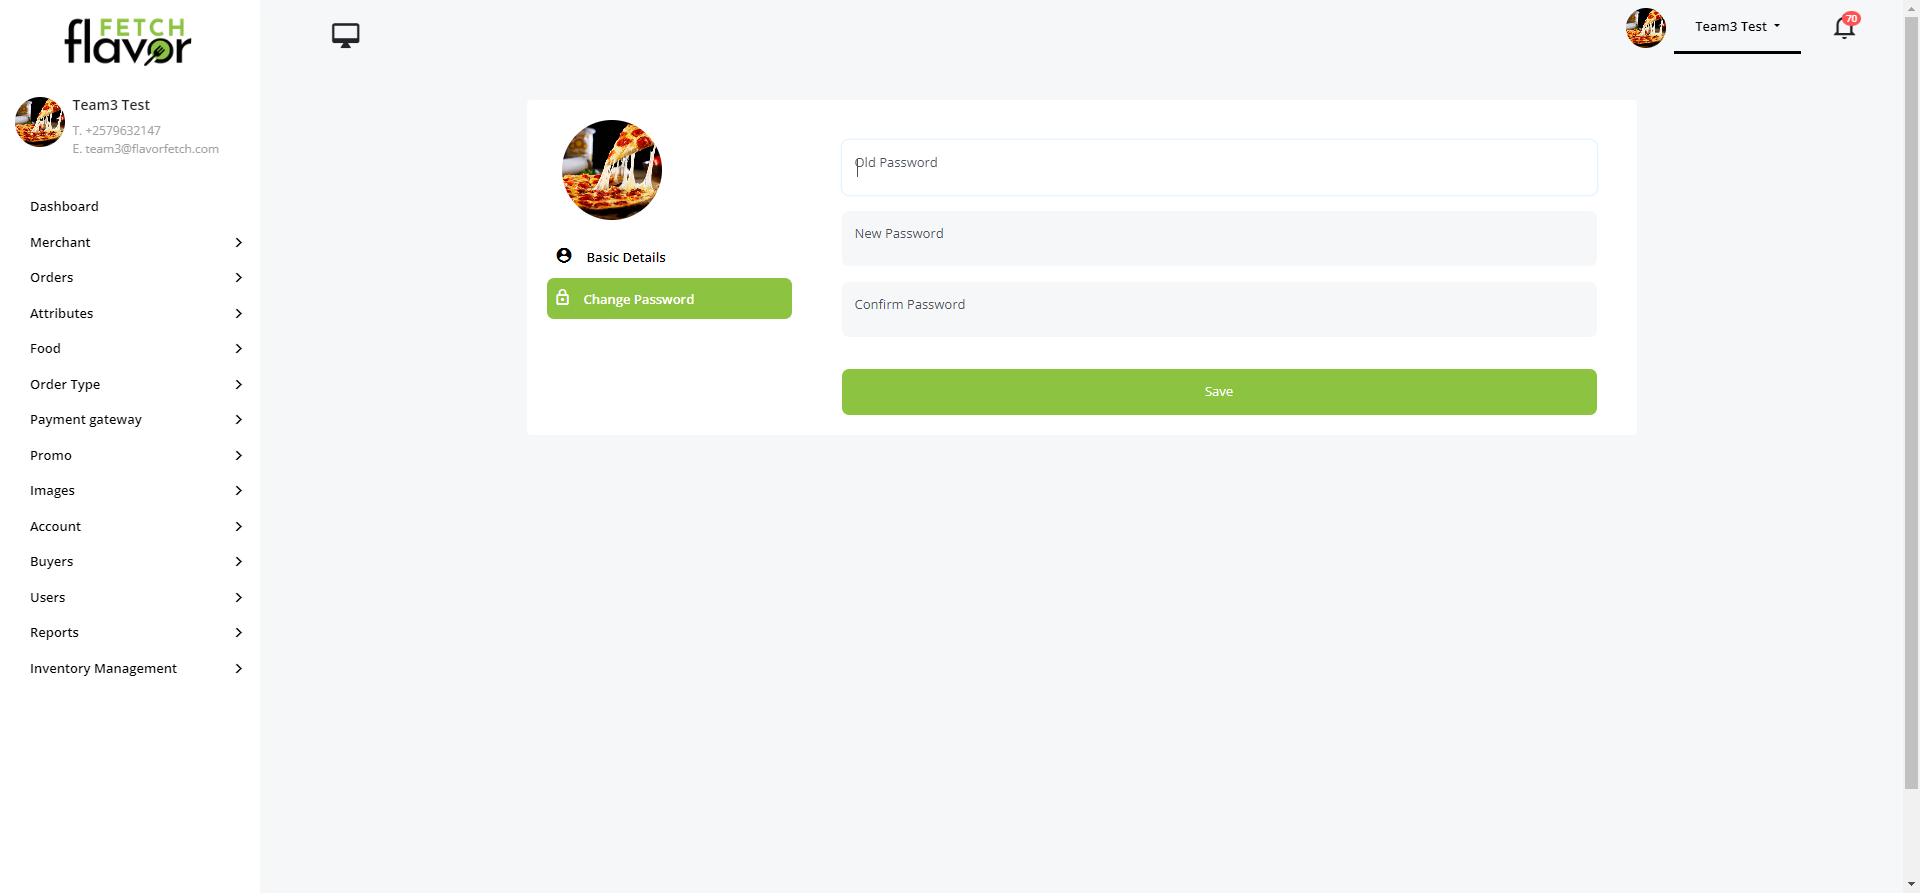 FETCH
flavor
Team3 Test
T. +2579632147
E. team3@flavorfetch.com
Dashboard
Merchant
Orders
Attributes
Food
Order Type
Payment gateway
Promo
Images
Account
Buyers
Users
Reports
Inventory Management
Team3 Test
70
Basic Details
Change Password
Old Password
New Password
Confirm Password
Save